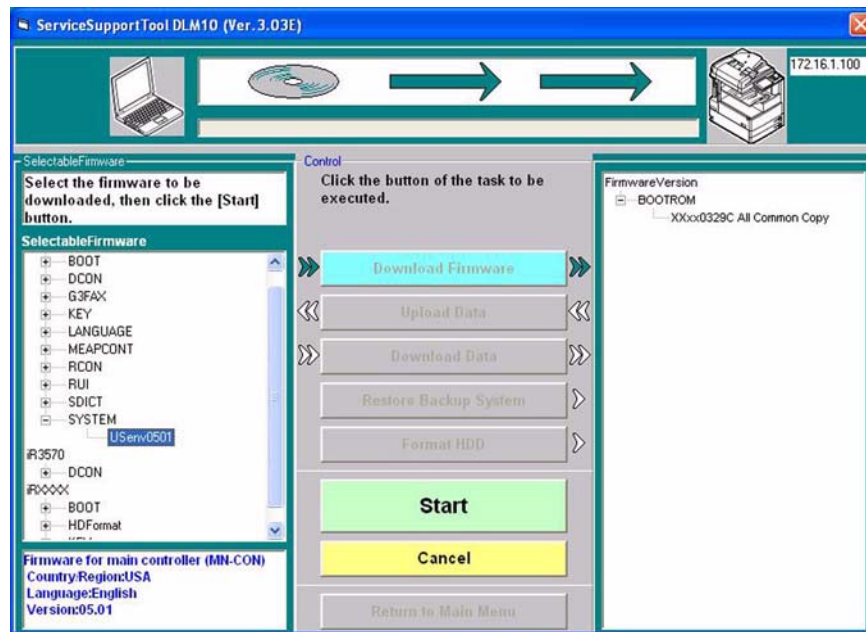 ServiceSupportTool DLM10 (Ver.3.03E)
172.16.1.100
SelectableFirmware
Select the firmware to be
downloaded, then click the [Start]
button.
SelectableFirmware
BOOT
DCON
G3FAX
KEY
LANGUAGE
MEAPCONT
RCON
RUI
SDICT
SYSTEM
USenv0501
iR3570
DCON
iRXXXX
BOOT
HDFormat
Firmware for main controller (MN-CON)
Country/Region:USA
Language:English
Version:05.01
Control
Click the button of the task to be
executed.
Download Firmware
Upload Data
Download Data
Restore Backup System
Format HDD
Start
Cancel
Return to Main Menu
FirmwareVersion
BOOTROM
XXxx0329C All Common Copy